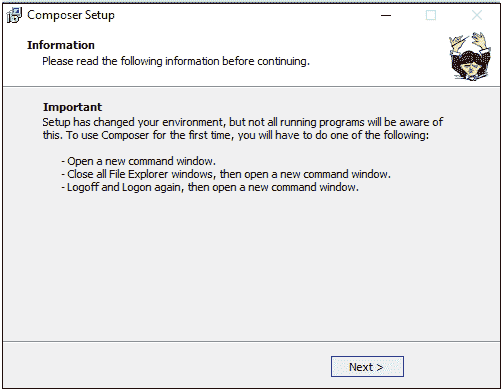 Composer Setup
Information
Please read the following information before continuing.
Important
Setup has changed your environment, but not all running programs will be aware of
this. To use Composer for the first time, you will have to do one of the following:
- Open a new command window.
- Close all File Explorer windows, then open a new command window.
- Logoff and Logon again, then open a new command window.
Next >